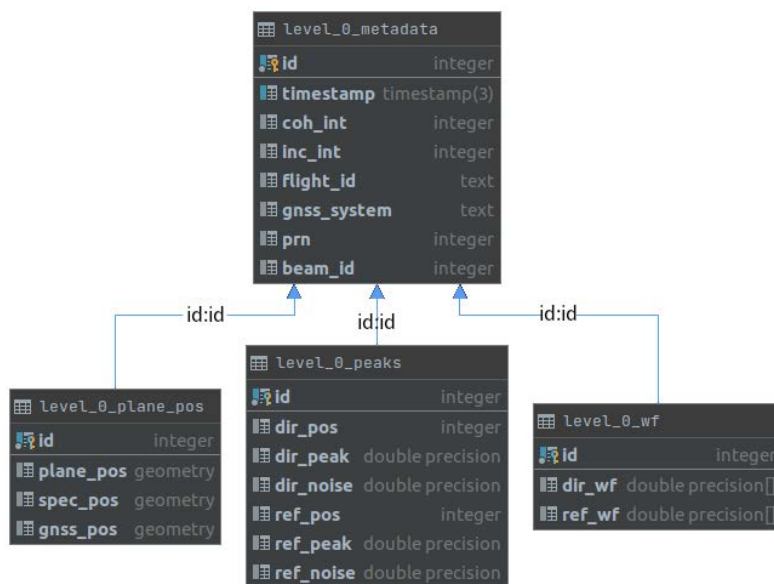 level_0_metadata
id integer
timestamp timestamp(3)
coh_int integer
inc_int integer
flight_id text
gnss_system text
prn integer
beam_id integer
id:id
id:id
id:id
level_0_plane_pos
id integer
plane_pos geometry
spec_pos geometry
gnss_pos geometry
level_0_peaks
id integer
dir_pos integer
dir_peak double precision
dir_noise double precision
ref_pos integer
ref_peak double precision
ref_noise double precision
level_0_wf
id integer
dir_wf double precision[]
ref_wf double precision[]